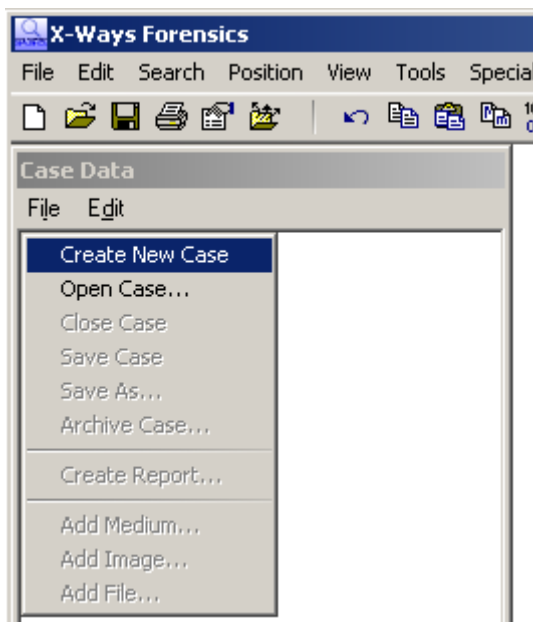 X-Ways Forensics
File Edit Search Position View Tools Special
Case Data
File Edit
Create New Case
Open Case...
Close Case
Save Case
Save As...
Archive Case...
Create Report...
Add Medium...
Add Image...
Add File...